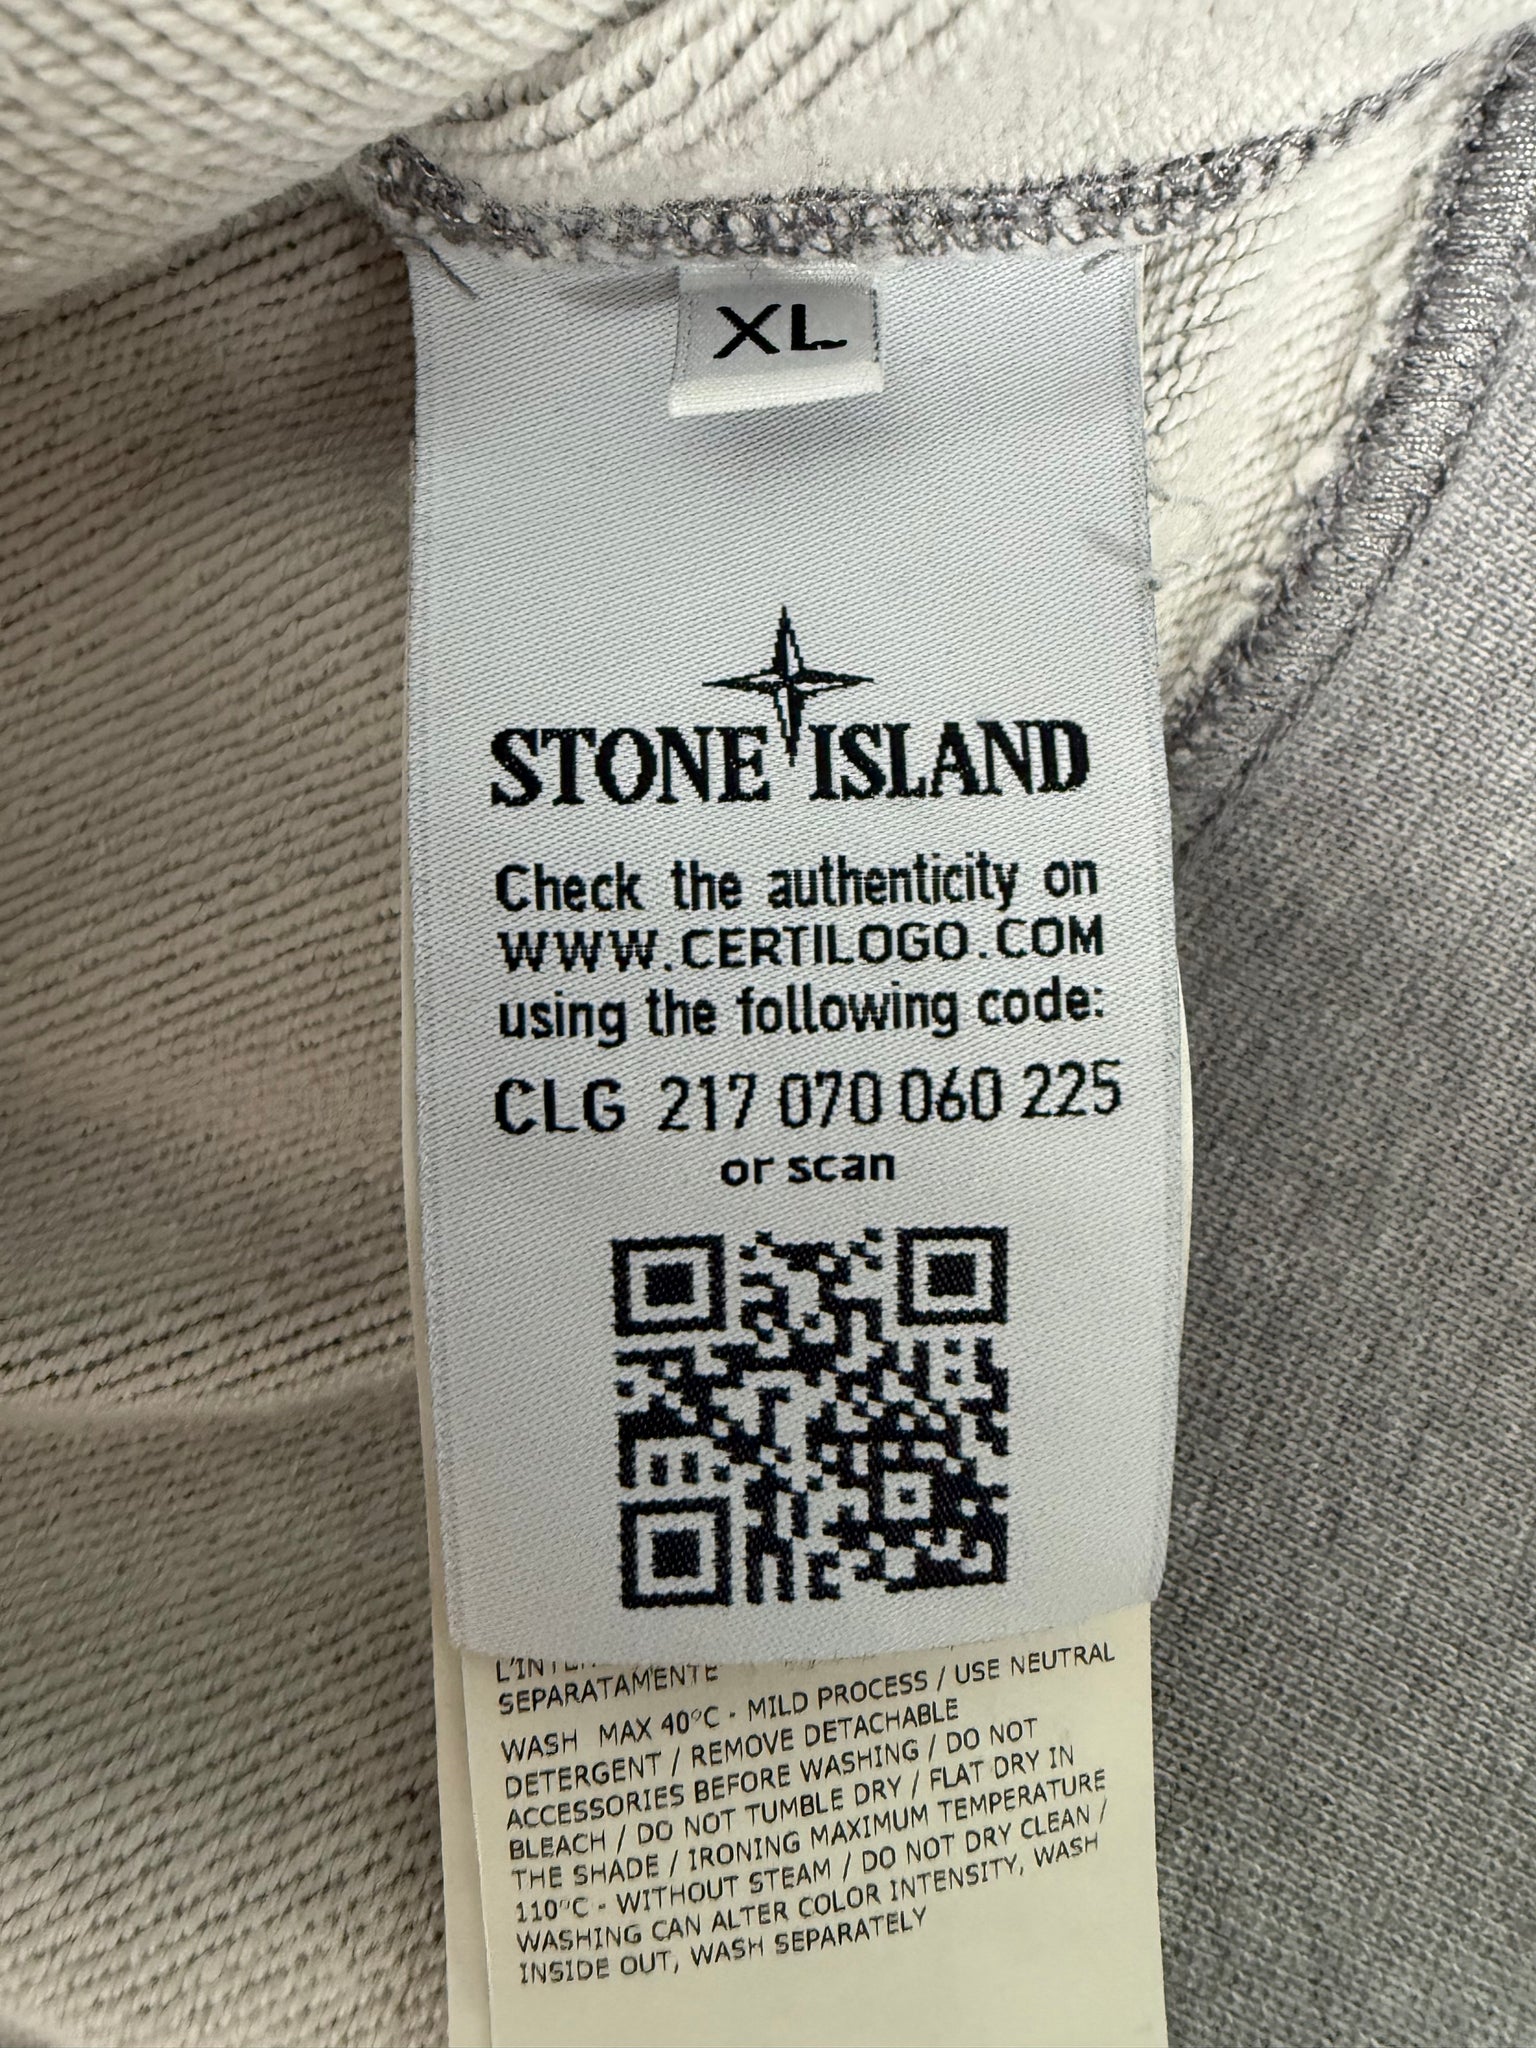 XL
STONE ISLAND
Check the authenticity on
WWW.CERTILOGO.COM
using the following code:
CLG 217 070 060 225
or scan
SEPARATAMENTE
WASH MAX 40°C - MILD PROCESS / USE NEUTRAL
DETERGENT / REMOVE DETACHABLE
ACCESSORIES BEFORE WASHING / DO NOT
BLEACH / DO NOT TUMBLE DRY / FLAT DRY IN
THE SHADE / IRONING MAXIMUM TEMPERATURE
110°C - WITHOUT STEAM / DO NOT DRY CLEAN /
WASHING CAN ALTER COLOR INTENSITY, WASH
INSIDE OUT, WASH SEPARATELY